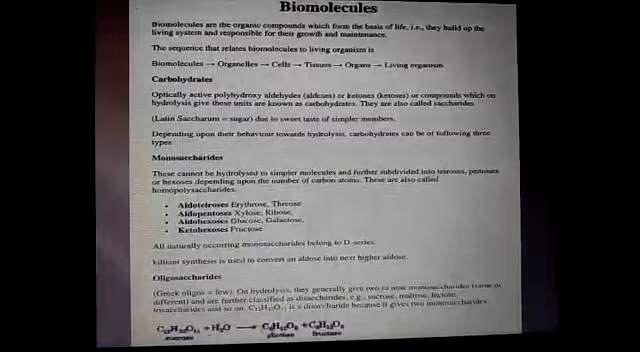 Biomolecules
Biomolecules are the organic compounds which form the basis of life, i.e., they build up the
living system and responsible for their growth and maintenance.
The sequence that relates biomolecules to living organism is
Biomolecules → Organelles → Cells → Tissues → Organs → Living organism.
Carbohydrates
Optically active polyhydroxy aldehydes (aldoses) or ketones (ketoses) or compounds which on
hydrolysis give these units are known as carbohydrates. They are also called saccharides
(Latin Saccharum = sugar) due to sweet taste of simpler members.
Depending upon their behaviour towards hydrolysis, carbohydrates can be of following three
types
Monosaccharides
These cannot be hydrolysed to simpler molecules and further subdivided into tetroses, pentoses
or hexoses depending upon the number of carbon atoms. These are also called
homopolysaccharides.
• Aldotetroses Erythrose, Threose
• Aldopentoses Xylose, Ribose,
• Aldohexoses Glucose, Galactose,
• Ketohexoses Fructose
All naturally occurring monosaccharides belong to D-series.
killiani synthesis is used to convert an aldose into next higher aldose.
Oligosaccharides
(Greek oligos = few). On hydrolysis, they generally give two to nine monosaccharides (same or
different) and are further classified as disaccharides, e.g., sucrose, maltose, lactose,
trisaccharides and so on. C₁₂H₂₂O₁₁ is a disaccharide because it gives two monosaccharides.
C₁₂H₂₂O₁₁ + H₂O ⟶ C₆H₁₂O₆ + C₆H₁₂O₆
sucrose glucose fructose